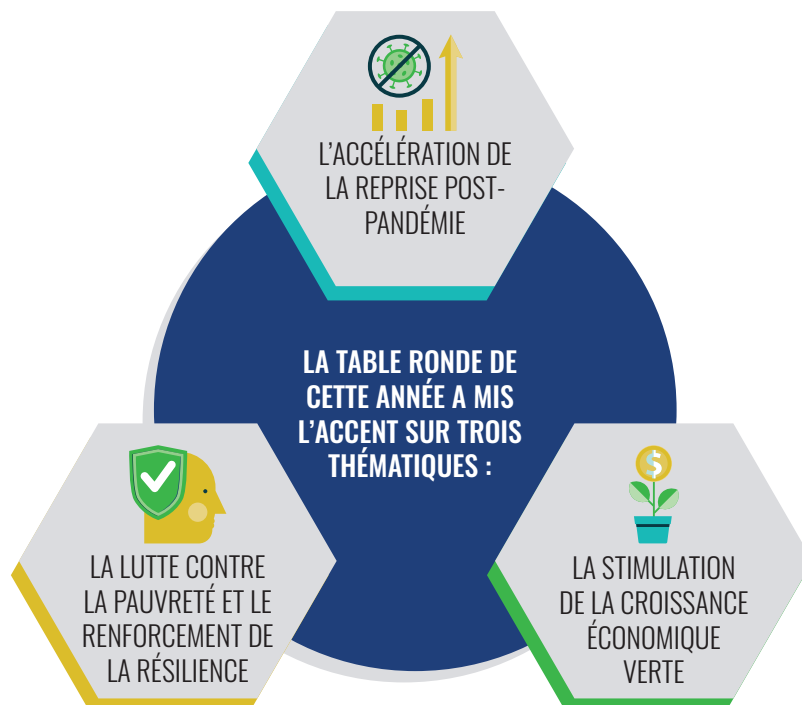 L'ACCÉLÉRATION DE
LA REPRISE POST-
PANDÉMIE
LA TABLE RONDE DE
CETTE ANNÉE A MIS
L'ACCENT SUR TROIS
THÉMATIQUES :
LA LUTTE CONTRE
LA PAUVRETÉ ET LE
RENFORCEMENT DE
LA RÉSILIENCE
$
LA STIMULATION
DE LA CROISSANCE
ÉCONOMIQUE
VERTE